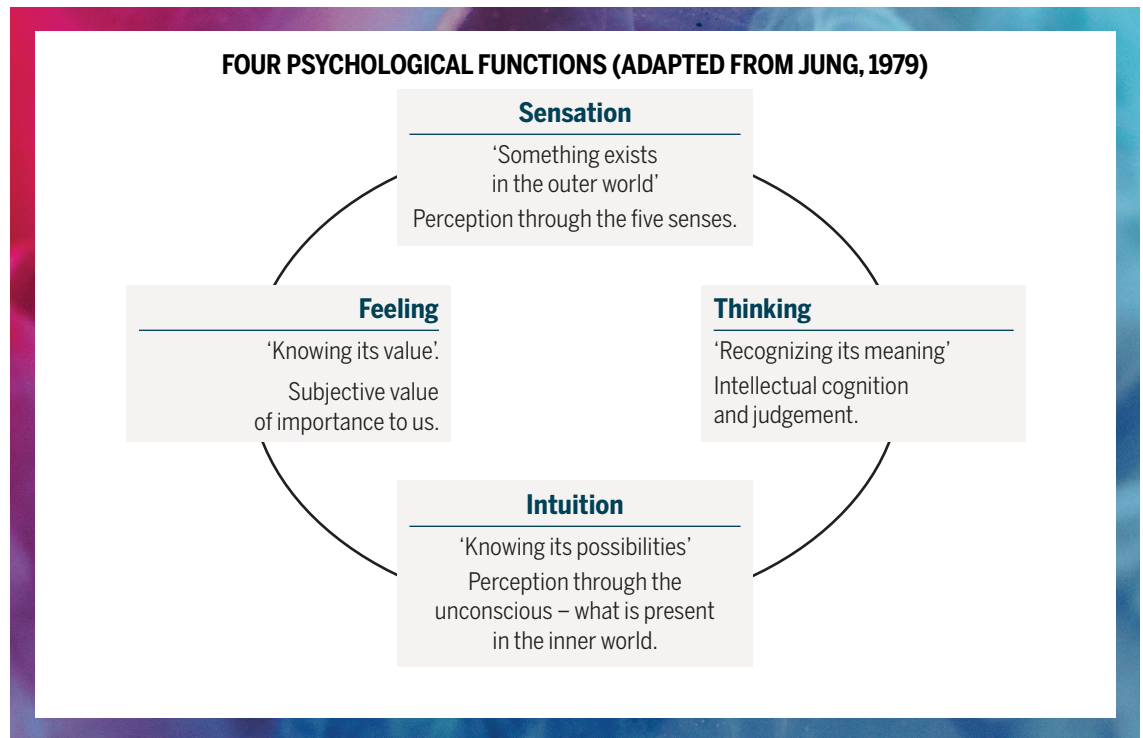 FOUR PSYCHOLOGICAL FUNCTIONS (ADAPTED FROM JUNG, 1979)
Sensation
‘Something exists
in the outer world’
Perception through the five senses.
Feeling
‘Knowing its value’.
Subjective value
of importance to us.
Thinking
‘Recognizing its meaning’
Intellectual cognition
and judgement.
Intuition
‘Knowing its possibilities’
Perception through the
unconscious – what is present
in the inner world.